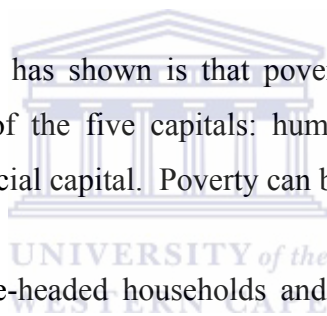 has shown is that pover
of the five capitals: hum
cial capital. Poverty can b
UNIVERSITY of the
e-headed households and
WESTERN CAPE